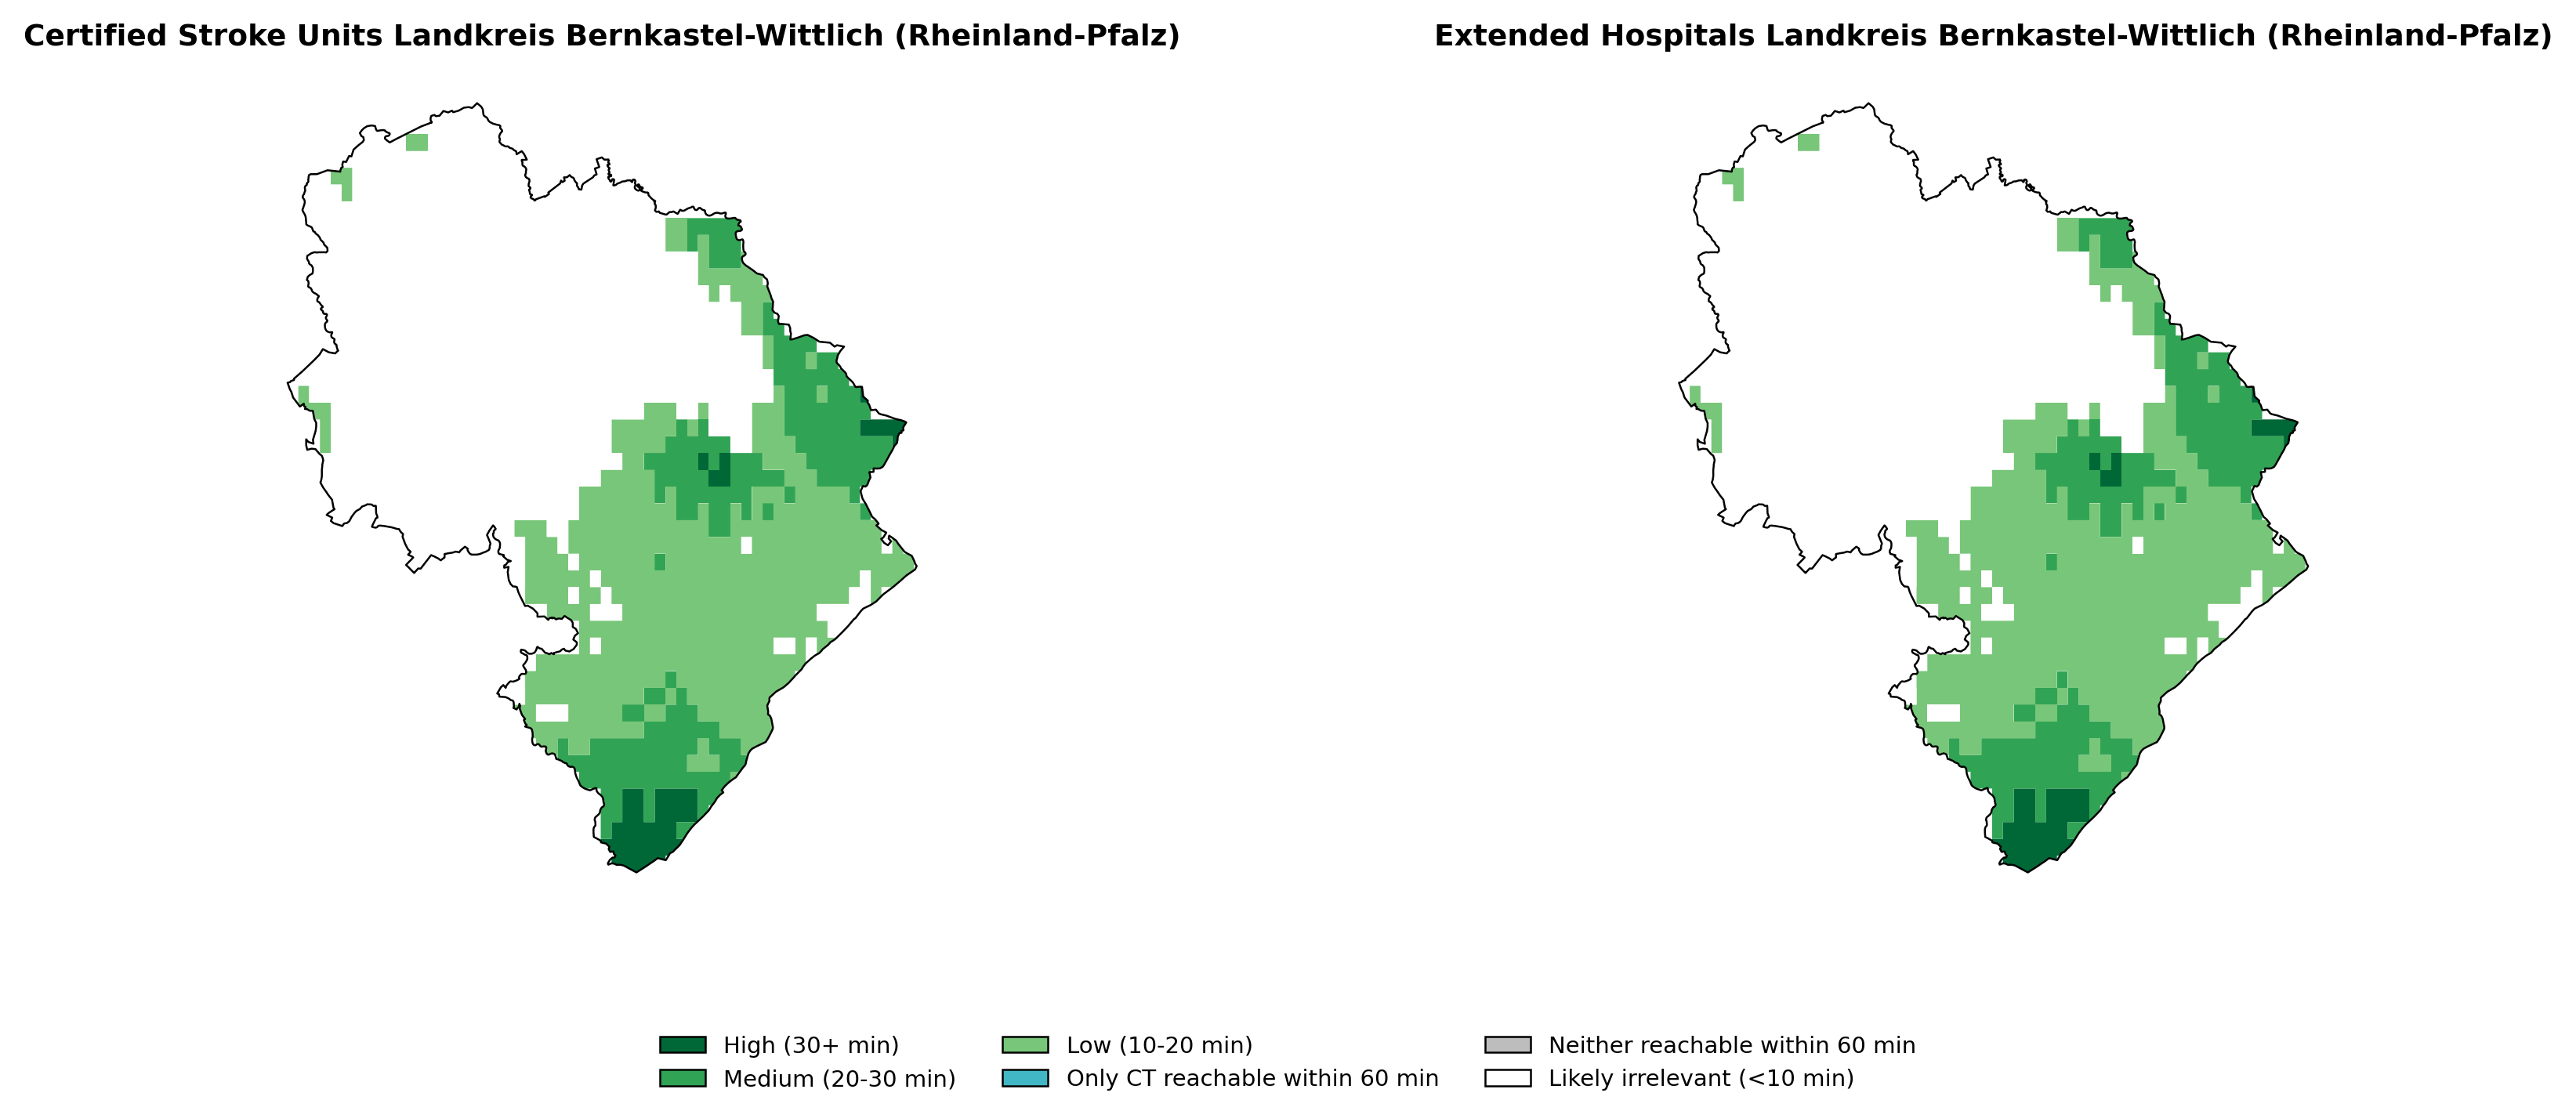 Certified Stroke Units Landkreis Bernkastel-Wittlich (Rheinland-Pfalz)
Extended Hospitals Landkreis Bernkastel-Wittlich (Rheinland-Pfalz)
High (30+ min)
Medium (20-30 min)
Low (10-20 min)
Only CT reachable within 60 min
Neither reachable within 60 min
Likely irrelevant (<10 min)